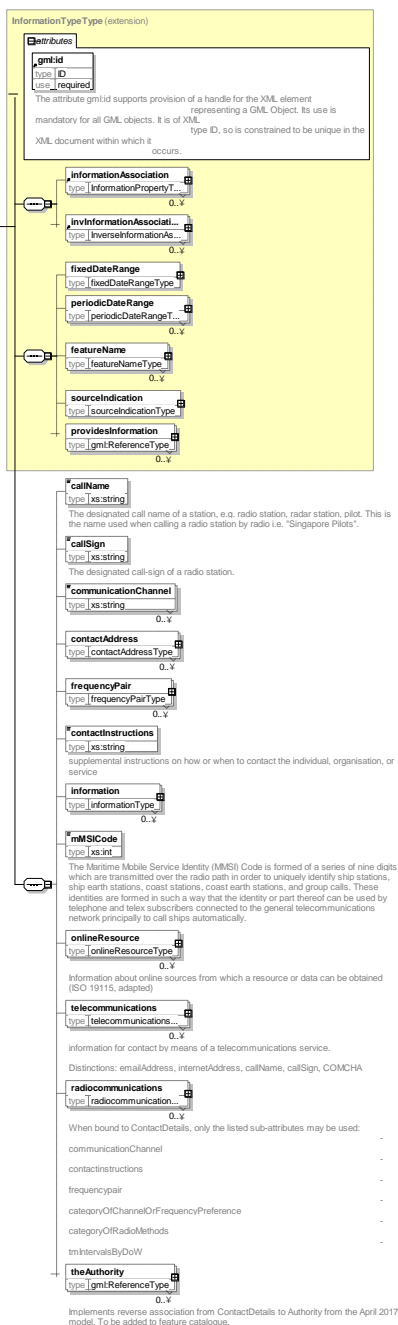 InformationTypeType (extension)
attributes
gml:id
type ID
use required
The attribute gml:id supports provision of a handle for the XML element
representing a GML Object. Its use is
mandatory for all GML objects. It is of XML
type ID, so is constrained to be unique in the
XML document within which it
occurs.
informationAssociation
type InformationPropertyT...
0..¥
invInformationAssociati...
type InverseInformationAs...
0..¥
fixedDateRange
type fixedDateRangeType
periodicDateRange
type periodicDateRangeT...
0..¥
featureName
type featureNameType
0..¥
sourceIndication
type sourceIndicationType
providesInformation
type gml:ReferenceType
0..¥
callName
type xs:string
The designated call name of a station, e.g. radio station, radar station, pilot. This is
the name used when calling a radio station by radio i.e. "Singapore Pilots".
callSign
type xs:string
The designated call-sign of a radio station.
communicationChannel
type xs:string
0..¥
contactAddress
type contactAddressType
0..¥
frequencyPair
type frequencyPairType
0..¥
contactInstructions
type xs:string
supplemental instructions on how or when to contact the individual, organisation, or
service
information
type informationType
0..¥
mMSICode
type xs:int
The Maritime Mobile Service Identity (MMSI) Code is formed of a series of nine digits
which are transmitted over the radio path in order to uniquely identify ship stations,
ship earth stations, coast stations, coast earth stations, and group calls. These
identities are formed in such a way that the identity or part thereof can be used by
telephone and telex subscribers connected to the general telecommunications
network principally to call ships automatically.
onlineResource
type onlineResourceType
0..¥
Information about online sources from which a resource or data can be obtained
(ISO 19115, adapted)
telecommunications
type telecommunications...
0..¥
information for contact by means of a telecommunications service.
Distinctions: emailAddress, internetAddress, callName, callSign, COMCHA
radiocommunications
type radiocommunication...
0..¥
When bound to ContactDetails, only the listed sub-attributes may be used:
-
communicationChannel
-
contactinstructions
-
frequencypair
-
categoryOfChannelOrFrequencyPreference
-
categoryOfRadioMethods
-
tmIntervalsByDoW
theAuthority
type gml:ReferenceType
0..¥
Implements reverse association from ContactDetails to Authority from the April 2017
model. To be added to feature catalogue.